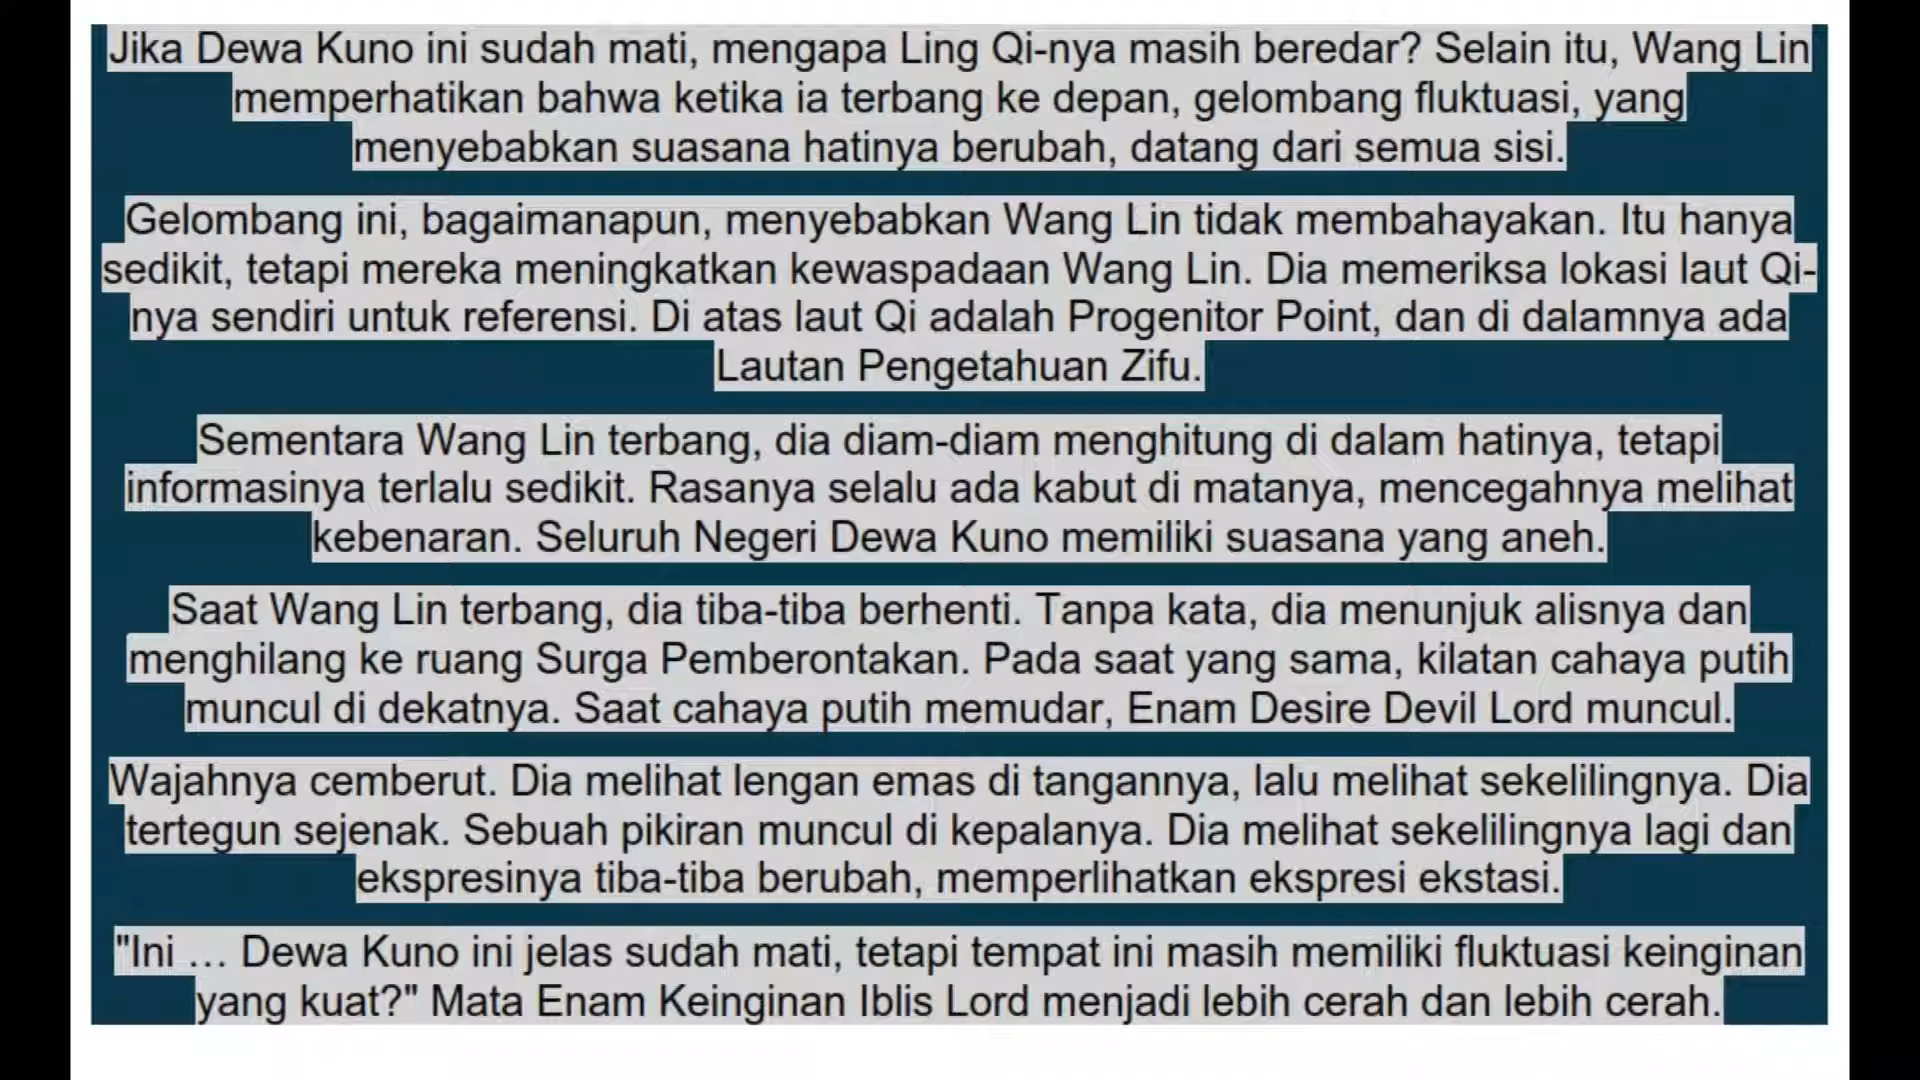 Jika Dewa Kuno ini sudah mati, mengapa Ling Qi-nya masih beredar? Selain itu, Wang Lin
memperhatikan bahwa ketika ia terbang ke depan, gelombang fluktuasi, yang
menyebabkan suasana hatinya berubah, datang dari semua sisi.
Gelombang ini, bagaimanapun, menyebabkan Wang Lin tidak membahayakan. Itu hanya
sedikit, tetapi mereka meningkatkan kewaspadaan Wang Lin. Dia memeriksa lokasi laut Qi-
nya sendiri untuk referensi. Di atas laut Qi adalah Progenitor Point, dan di dalamnya ada
Lautan Pengetahuan Zifu.
Sementara Wang Lin terbang, dia diam-diam menghitung di dalam hatinya, tetapi
informasinya terlalu sedikit. Rasanya selalu ada kabut di matanya, mencegahnya melihat
kebenaran. Seluruh Negeri Dewa Kuno memiliki suasana yang aneh.
Saat Wang Lin terbang, dia tiba-tiba berhenti. Tanpa kata, dia menunjuk alisnya dan
menghilang ke ruang Surga Pemberontakan. Pada saat yang sama, kilatan cahaya putih
muncul di dekatnya. Saat cahaya putih memudar, Enam Desire Devil Lord muncul.
Wajahnya cemberut. Dia melihat lengan emas di tangannya, lalu melihat sekelilingnya. Dia
tertegun sejenak. Sebuah pikiran muncul di kepalanya. Dia melihat sekelilingnya lagi dan
ekspresinya tiba-tiba berubah, memperlihatkan ekspresi ekstasi.
"Ini … Dewa Kuno ini jelas sudah mati, tetapi tempat ini masih memiliki fluktuasi keinginan
yang kuat?" Mata Enam Keinginan Iblis Lord menjadi lebih cerah dan lebih cerah.